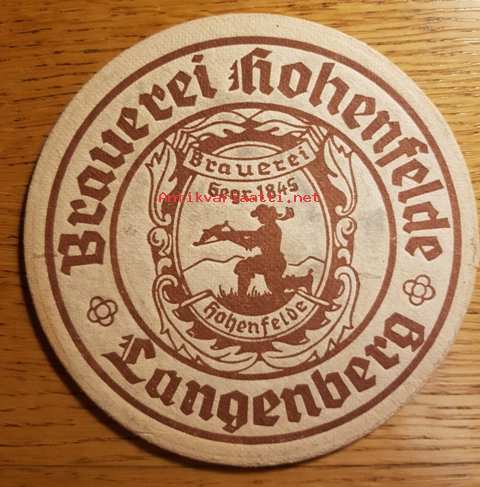 Brauerei Hohenfelde
Brauerei
Gegr. 1845
Antikvariaatti.net
Hohenfelde
Langenberg